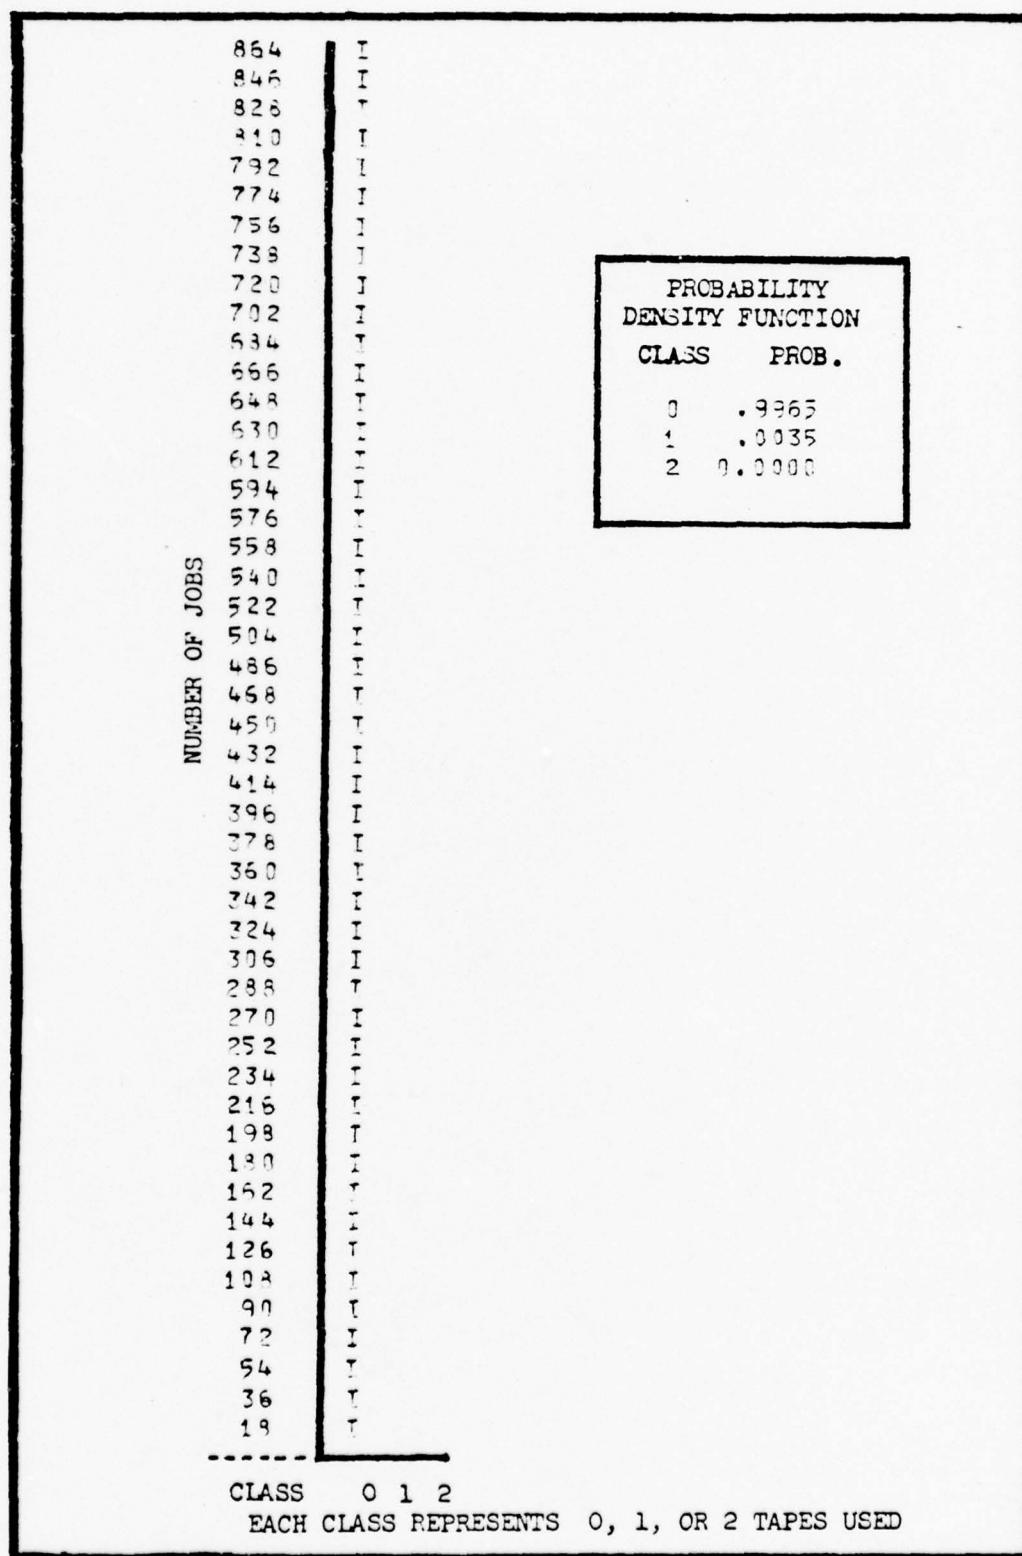 864 I
846 I
828 I
810 I
792 I
774 I
756 I
738 I
720 I
702 I
684 I
666 I
648 I
630 I
612 I
594 I
576 I
558 I
540 I
522 I
504 I
486 I
468 I
450 I
432 I
414 I
396 I
378 I
360 I
342 I
324 I
306 I
288 I
270 I
252 I
234 I
216 I
198 I
180 I
162 I
144 I
126 I
108 I
90 I
72 I
54 I
36 I
18 I
NUMBER OF JOBS
PROBABILITY
DENSITY FUNCTION
CLASS PROB.
0 .9965
1 .0035
2 0.0000
------
CLASS 0 1 2
EACH CLASS REPRESENTS 0, 1, OR 2 TAPES USED